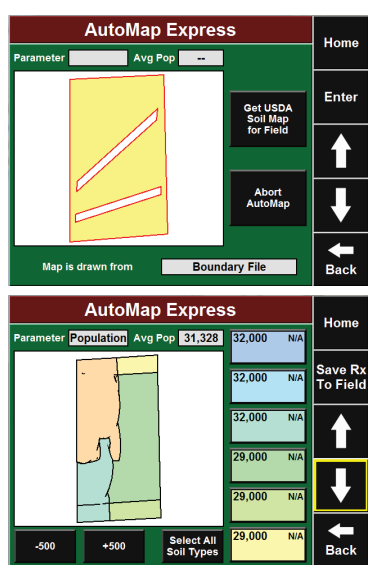 AutoMap Express
Home
Parameter Avg Pop --
Enter
Get USDA
Soil Map
for Field
Abort
AutoMap
Map is drawn from Boundary File
Back
AutoMap Express
Home
Parameter Population Avg Pop 31,328
32,000 N/A
Save Rx
To Field
32,000 N/A
32,000 N/A
29,000 N/A
29,000 N/A
29,000 N/A
-500
+500
Select All
Soil Types
Back